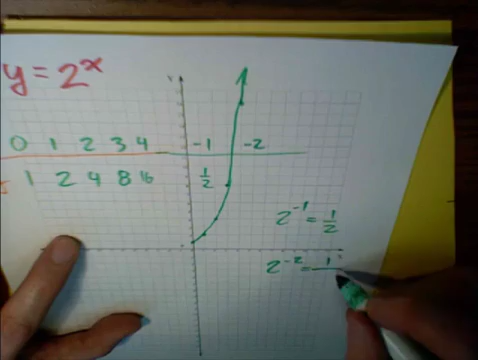 y = 2^x
0 1 2 3 4 -1 -2
1 2 4 8 16 1/2
2^-1 = 1/2
2^-2 = 1